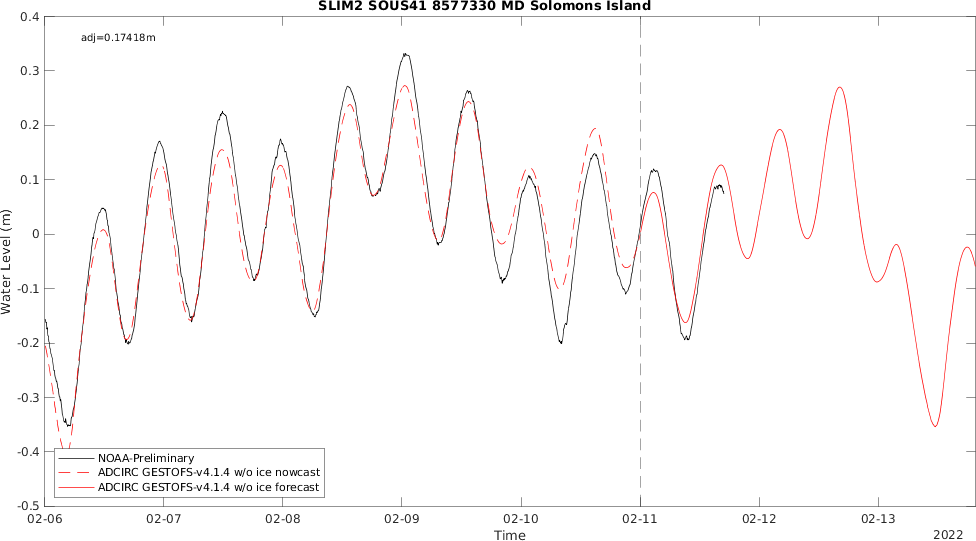 SLIM2 SOUS41 8577330 MD Solomons Island
adj=0.17418m
0.4
0.3
0.2
0.1
0
-0.1
-0.2
-0.3
-0.4
-0.5
Water Level (m)
NOAA-Preliminary
ADCIRC GESTOFS-v4.1.4 w/o ice nowcast
ADCIRC GESTOFS-v4.1.4 w/o ice forecast
02-06 02-07 02-08 02-09 02-10 02-11 02-12 02-13
Time
2022